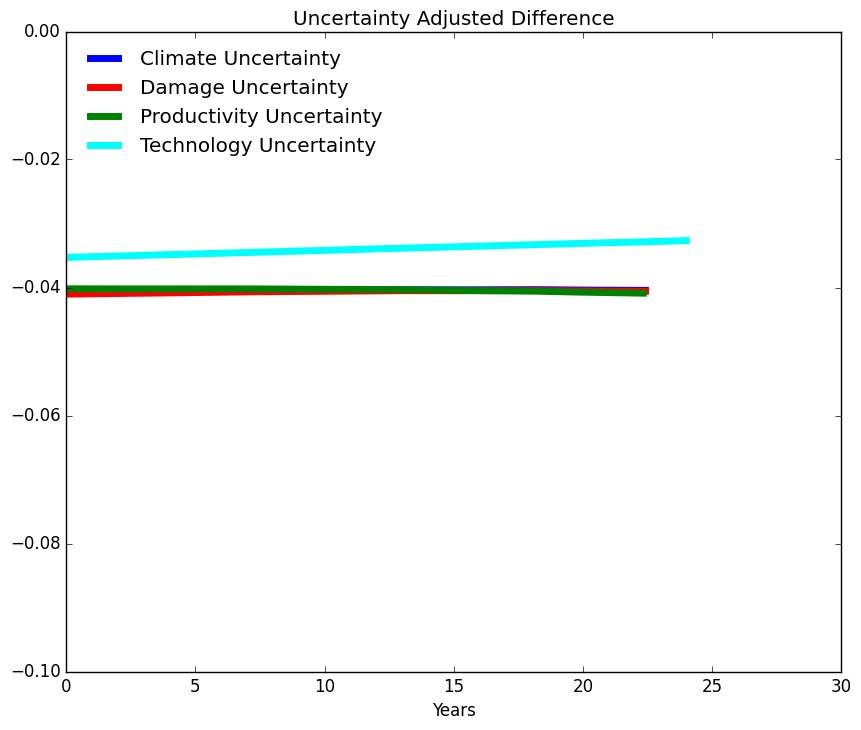 Uncertainty Adjusted Difference
0.00
Climate Uncertainty
Damage Uncertainty
Productivity Uncertainty
Technology Uncertainty
−0.02
−0.04
−0.06
−0.08
−0.10
0 5 10 15 20 25 30
Years